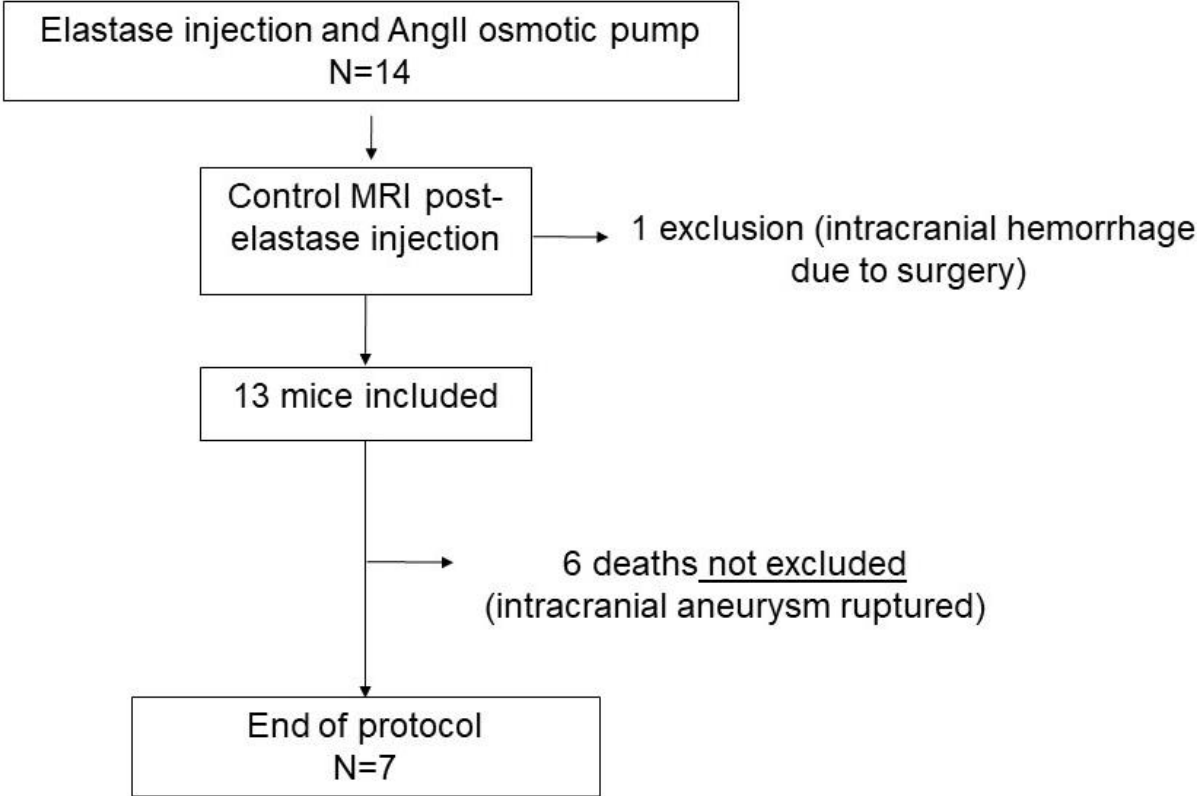 Elastase injection and AngII osmotic pump
N=14
Control MRI post-
elastase injection
1 exclusion (intracranial hemorrhage
due to surgery)
13 mice included
6 deaths not excluded
(intracranial aneurysm ruptured)
End of protocol
N=7